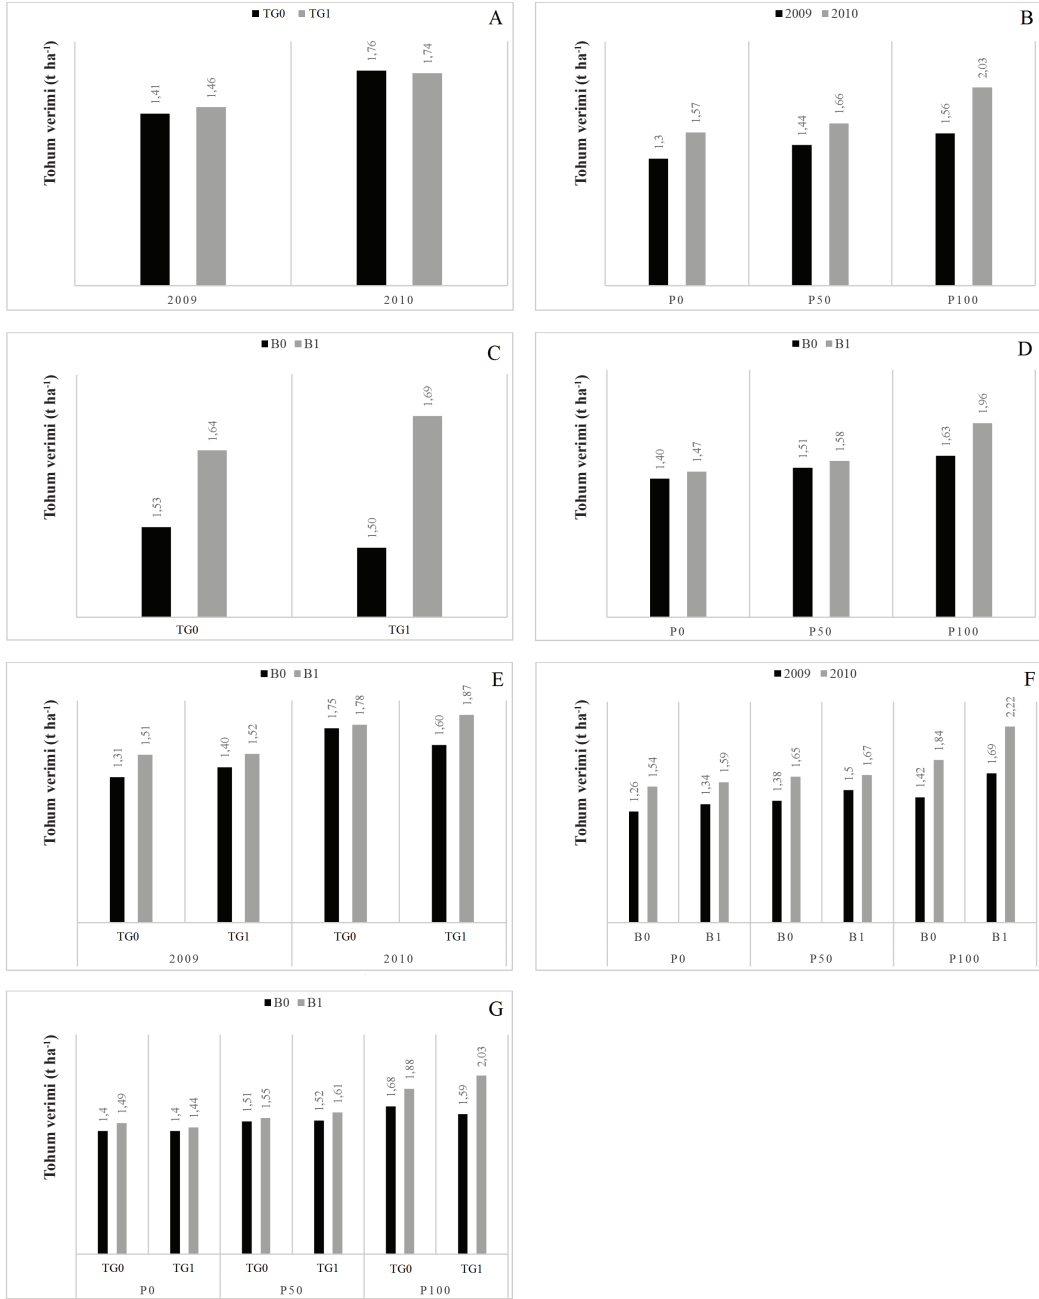 TG0 TG1
A
Tohum verimi (t ha⁻¹)
1,41 1,46 1,76 1,74
2009 2010
2009 2010
B
Tohum verimi (t ha⁻¹)
1,3 1,57 1,44 1,66 1,56 2,03
P0 P50 P100
B0 B1
C
Tohum verimi (t ha⁻¹)
1,53 1,64 1,50 1,69
TG0 TG1
B0 B1
D
Tohum verimi (t ha⁻¹)
1,40 1,47 1,51 1,58 1,63 1,96
P0 P50 P100
B0 B1
E
Tohum verimi (t ha⁻¹)
1,31 1,51 1,40 1,52 1,75 1,78 1,60 1,87
TG0 TG1 TG0 TG1
2009 2010
2009 2010
F
Tohum verimi (t ha⁻¹)
1,26 1,54 1,34 1,59 1,38 1,65 1,5 1,67 1,42 1,84 1,69 2,22
B0 B1 B0 B1 B0 B1
P0 P50 P100
B0 B1
G
Tohum verimi (t ha⁻¹)
1,4 1,49 1,4 1,44 1,51 1,55 1,52 1,61 1,68 1,88 1,59 2,03
TG0 TG1 TG0 TG1 TG0 TG1
P0 P50 P100